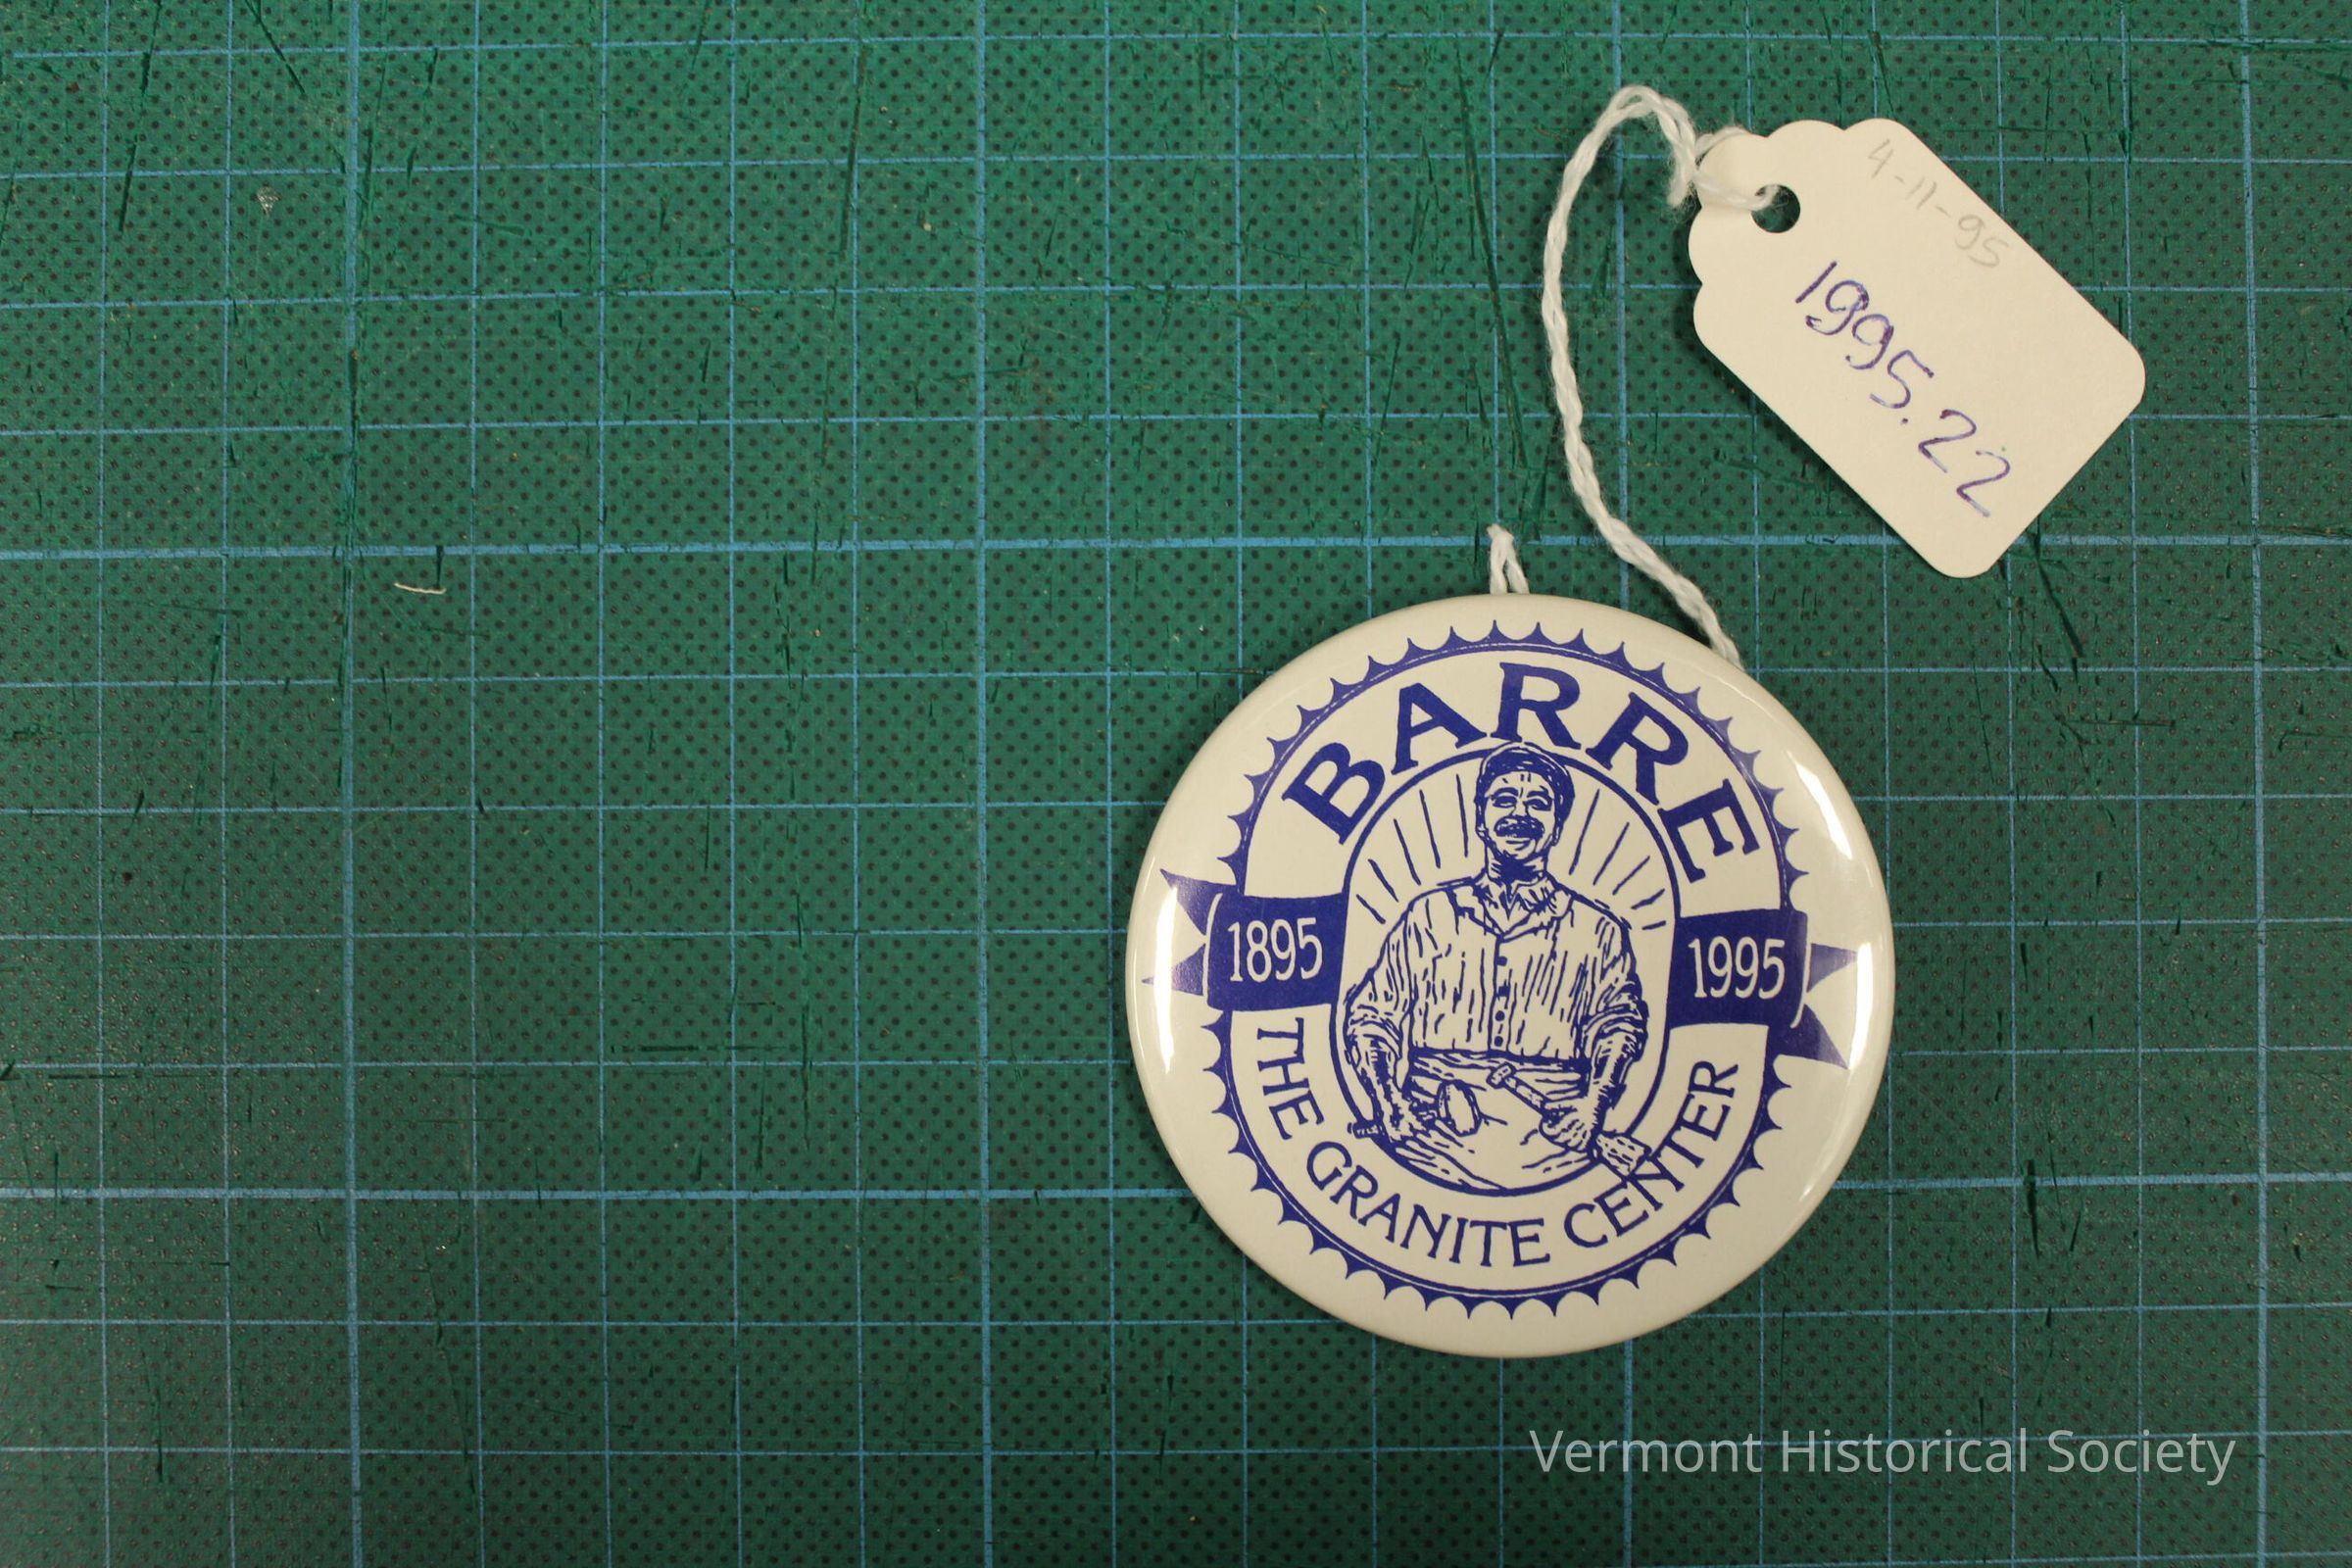 4-11-95
1995.22
BARRE
1895
1995
THE GRANITE CENTER
Vermont Historical Society